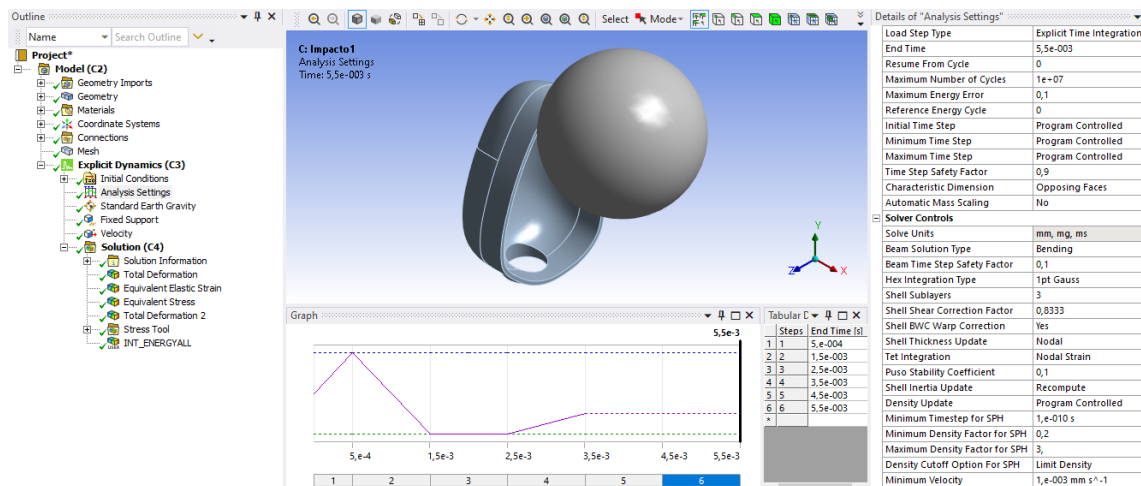 Outline
Name
Search Outline
Project*
Model (C2)
Geometry Imports
Geometry
Materials
Coordinate Systems
Connections
Mesh
Explicit Dynamics (C3)
Initial Conditions
Analysis Settings
Standard Earth Gravity
Fixed Support
Velocity
Solution (C4)
Solution Information
Total Deformation
Equivalent Elastic Strain
Equivalent Stress
Total Deformation 2
Stress Tool
INT_ENERGYALL
Select Mode
C: Impacto1
Analysis Settings
Time: 5,5e-003 s
Y
Z X
Graph
5,5e-3
5,e-4 1,5e-3 2,5e-3 3,5e-3 4,5e-3 5,5e-3
1 2 3 4 5 6
Tabular D
Steps End Time [s]
1 1 5,e-004
2 2 1,5e-003
3 3 2,5e-003
4 4 3,5e-003
5 5 4,5e-003
6 6 5,5e-003
*
Details of "Analysis Settings"
Load Step Type Explicit Time Integration
End Time 5,5e-003
Resume From Cycle 0
Maximum Number of Cycles 1e+07
Maximum Energy Error 0,1
Reference Energy Cycle 0
Initial Time Step Program Controlled
Minimum Time Step Program Controlled
Maximum Time Step Program Controlled
Time Step Safety Factor 0,9
Characteristic Dimension Opposing Faces
Automatic Mass Scaling No
Solver Controls
Solve Units mm, mg, ms
Beam Solution Type Bending
Beam Time Step Safety Factor 0,1
Hex Integration Type 1pt Gauss
Shell Sublayers 3
Shell Shear Correction Factor 0,8333
Shell BWC Warp Correction Yes
Shell Thickness Update Nodal
Tet Integration Nodal Strain
Puso Stability Coefficient 0,1
Shell Inertia Update Recompute
Density Update Program Controlled
Minimum Timestep for SPH 1,e-010 s
Minimum Density Factor for SPH 0,2
Maximum Density Factor for SPH 3,
Density Cutoff Option For SPH Limit Density
Minimum Velocity 1,e-003 mm s^-1